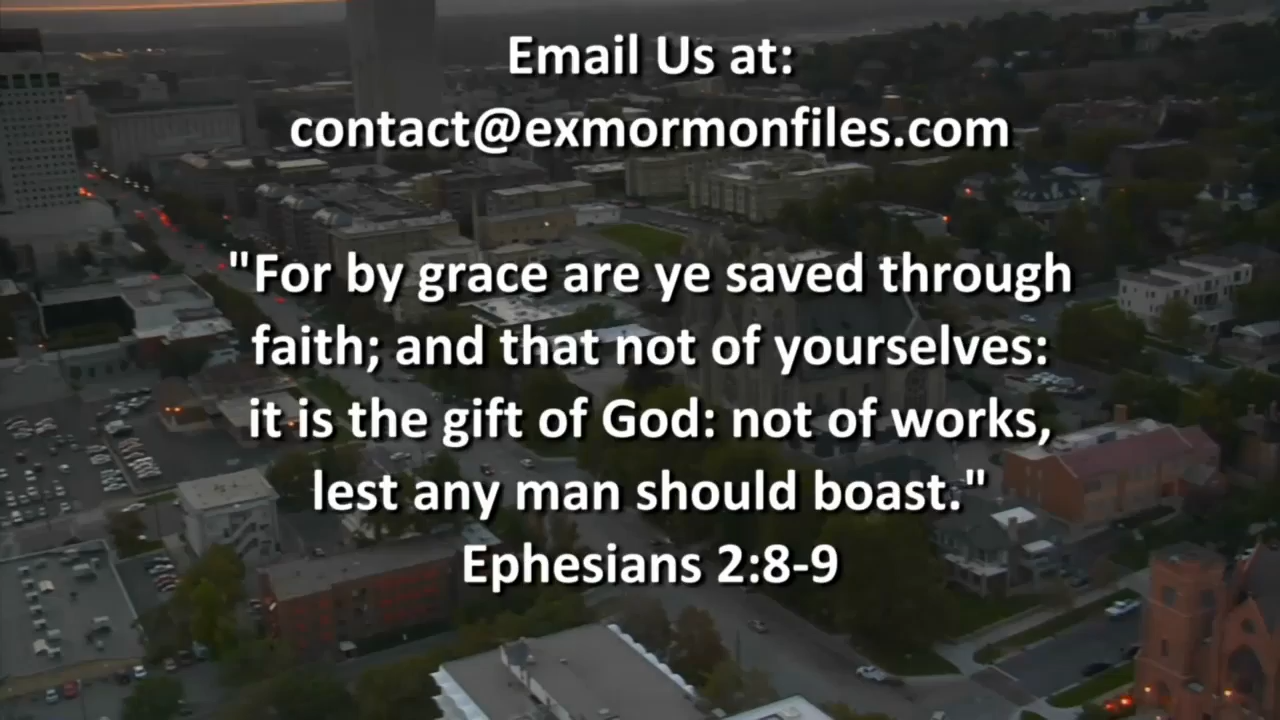 Email Us at:
contact@exmormonfiles.com
"For by grace are ye saved through
faith; and that not of yourselves:
it is the gift of God: not of works,
lest any man should boast."
Ephesians 2:8-9